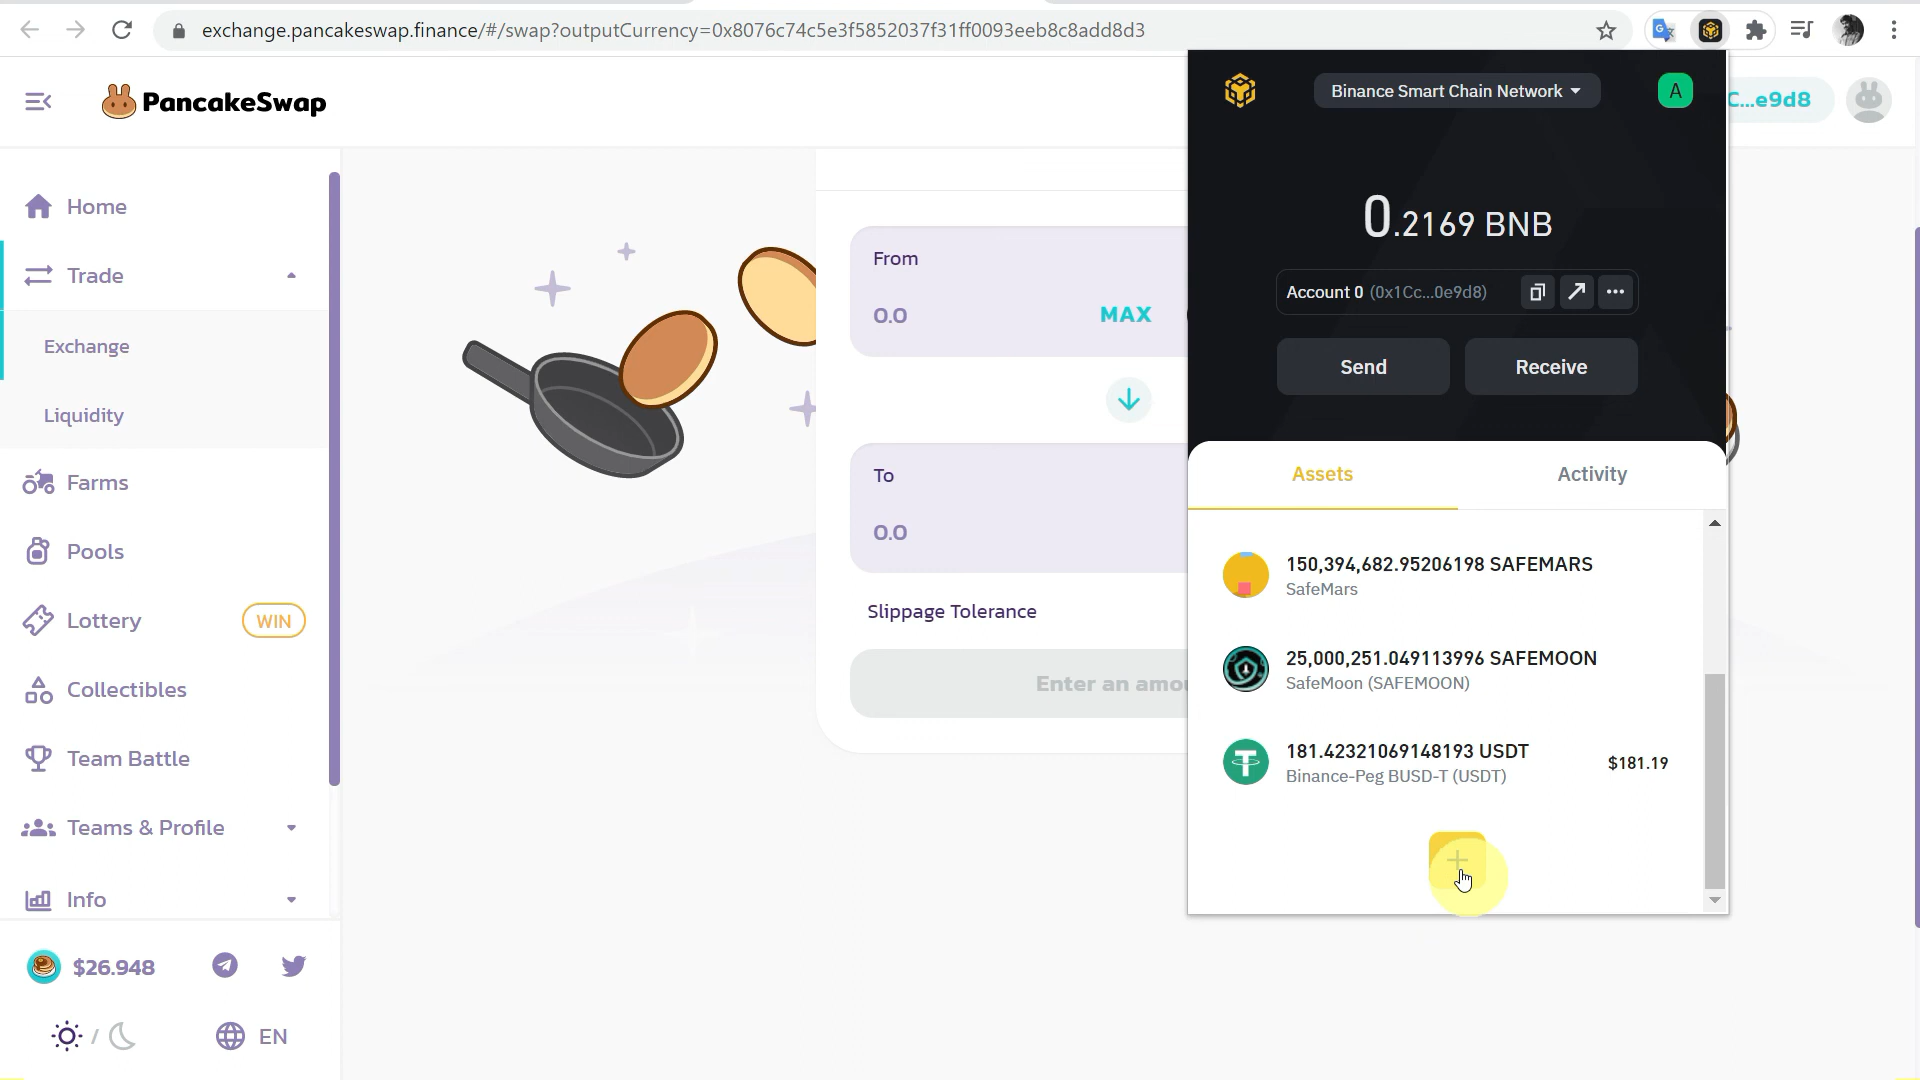 exchange.pancakeswap.finance/#/swap?outputCurrency=0x8076c74c5e3f5852037f31ff0093eeb8c8add8d3
PancakeSwap
C...e9d8
Home
Trade
Exchange
Liquidity
Farms
Pools
Lottery
WIN
Collectibles
Team Battle
Teams & Profile
Info
$26.948
/
EN
From
0.0
MAX
To
0.0
Slippage Tolerance
Enter an amou
Binance Smart Chain Network
A
0.2169 BNB
Account 0 (0x1Cc...0e9d8)
Send
Receive
Assets
Activity
150,394,682.95206198 SAFEMARS
SafeMars
25,000,251.049113996 SAFEMOON
SafeMoon (SAFEMOON)
181.42321069148193 USDT
Binance-Peg BUSD-T (USDT)
$181.19